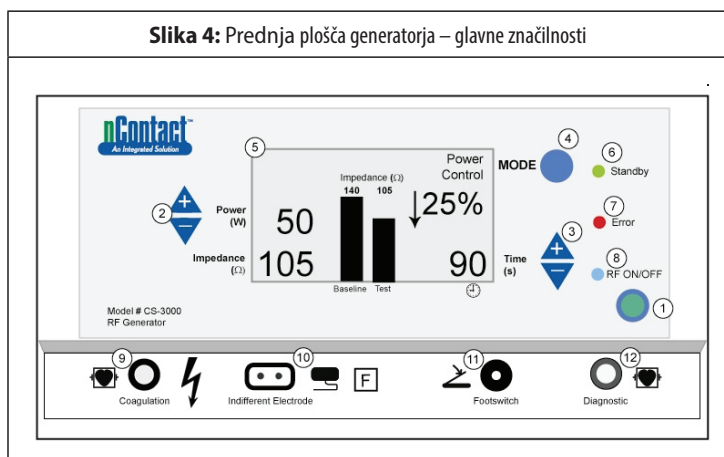 Slika 4: Prednja plošča generatorja – glavne značilnosti
nContact™
An Integrated Solution
5
4
6
Power
Control
MODE
Standby
Impedance (Ω)
140 105
7
2
Power
(W)
50
↓25%
3
Error
Impedance
(Ω)
105
90
Time
(s)
8
RF ON/OFF
Baseline Test
1
Model # CS-3000
RF Generator
9
10
11
12
F
Coagulation
Indifferent Electrode
Footswitch
Diagnostic